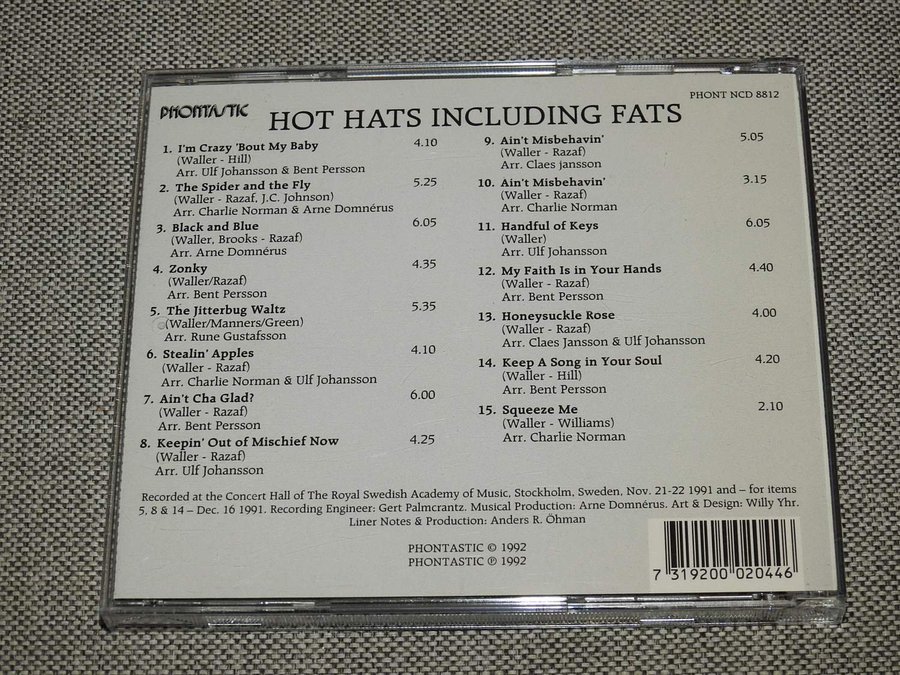 PHONTASTIC
PHONT NCD 8812
HOT HATS INCLUDING FATS
1. I'm Crazy 'Bout My Baby 4.10
(Waller - Hill)
Arr. Ulf Johansson & Bent Persson
2. The Spider and the Fly 5.25
(Waller - Razaf, J.C. Johnson)
Arr. Charlie Norman & Arne Domnérus
3. Black and Blue 6.05
(Waller, Brooks - Razaf)
Arr. Arne Domnérus
4. Zonky 4.35
(Waller/Razaf)
Arr. Bent Persson
5. The Jitterbug Waltz 5.35
(Waller/Manners/Green)
Arr. Rune Gustafsson
6. Stealin' Apples 4.10
(Waller - Razaf)
Arr. Charlie Norman & Ulf Johansson
7. Ain't Cha Glad? 6.00
(Waller - Razaf)
Arr. Bent Persson
8. Keepin' Out of Mischief Now 4.25
(Waller - Razaf)
Arr. Ulf Johansson
9. Ain't Misbehavin' 5.05
(Waller - Razaf)
Arr. Claes jansson
10. Ain't Misbehavin' 3.15
(Waller - Razaf)
Arr. Charlie Norman
11. Handful of Keys 6.05
(Waller)
Arr. Ulf Johansson
12. My Faith Is in Your Hands 4.40
(Waller - Razaf)
Arr. Bent Persson
13. Honeysuckle Rose 4.00
(Waller - Razaf)
Arr. Claes Jansson & Ulf Johansson
14. Keep A Song in Your Soul 4.20
(Waller - Hill)
Arr. Bent Persson
15. Squeeze Me 2.10
(Waller - Williams)
Arr. Charlie Norman
Recorded at the Concert Hall of The Royal Swedish Academy of Music, Stockholm, Sweden, Nov. 21-22 1991 and – for items
5, 8 & 14 – Dec. 16 1991. Recording Engineer: Gert Palmcrantz. Musical Production: Arne Domnérus. Art & Design: Willy Yhr.
Liner Notes & Production: Anders R. Öhman
PHONTASTIC © 1992
PHONTASTIC ℗ 1992
7 319200 020446